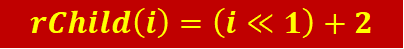 rChild(i) = (i ≪ 1) + 2